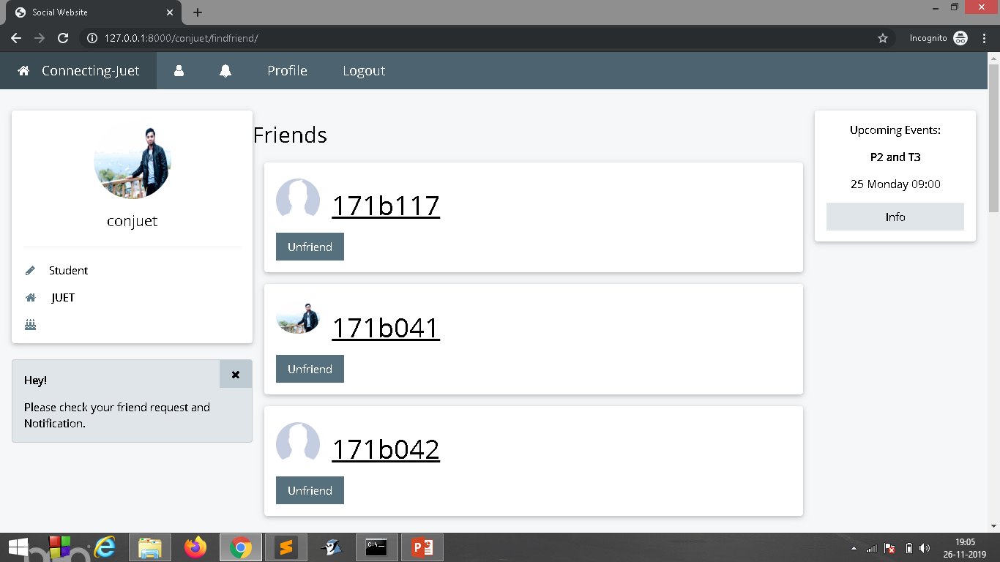 Social Website
127.0.0.1:8000/conjuet/findfriend/
Incognito
Connecting-Juet
Profile
Logout
conjuet
Student
JUET
Hey!
Please check your friend request and
Notification.
Friends
171b117
Unfriend
171b041
Unfriend
171b042
Unfriend
Upcoming Events:
P2 and T3
25 Monday 09:00
Info
19:05
26-11-2019